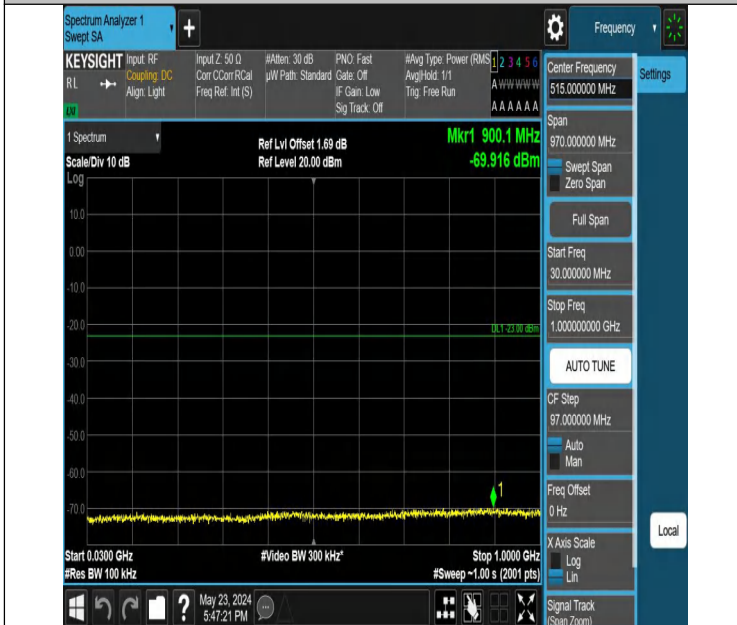 Spectrum Analyzer 1
Swept SA
+
Frequency
KEYSIGHT
RL
Input: RF
Coupling: DC
Align: Light
Input Z: 50 Ω
Corr CCorr RCal
Freq Ref: Int (S)
#Atten: 30 dB
µW Path: Standard
PNO: Fast
Gate: Off
IF Gain: Low
Sig Track: Off
#Avg Type: Power (RMS
Avg|Hold: 1/1
Trig: Free Run
1 2 3 4 5 6
A W W W W W
A A A A A A
1 Spectrum
Scale/Div 10 dB
Log
Ref Lvl Offset 1.69 dB
Ref Level 20.00 dBm
Mkr1 900.1 MHz
-69.916 dBm
10.0
0.00
-10.0
-20.0
-30.0
-40.0
-50.0
-60.0
-70.0
DL1 -23.00 dBm
1
Start 0.0300 GHz
#Res BW 100 kHz
#Video BW 300 kHz*
Stop 1.0000 GHz
#Sweep ~1.00 s (2001 pts)
?
May 23, 2024
5:47:21 PM
Center Frequency
515.000000 MHz
Settings
Span
970.000000 MHz
Swept Span
Zero Span
Full Span
Start Freq
30.000000 MHz
Stop Freq
1.000000000 GHz
AUTO TUNE
CF Step
97.000000 MHz
Auto
Man
Freq Offset
0 Hz
X Axis Scale
Log
Lin
Local
Signal Track
(Span Zoom)